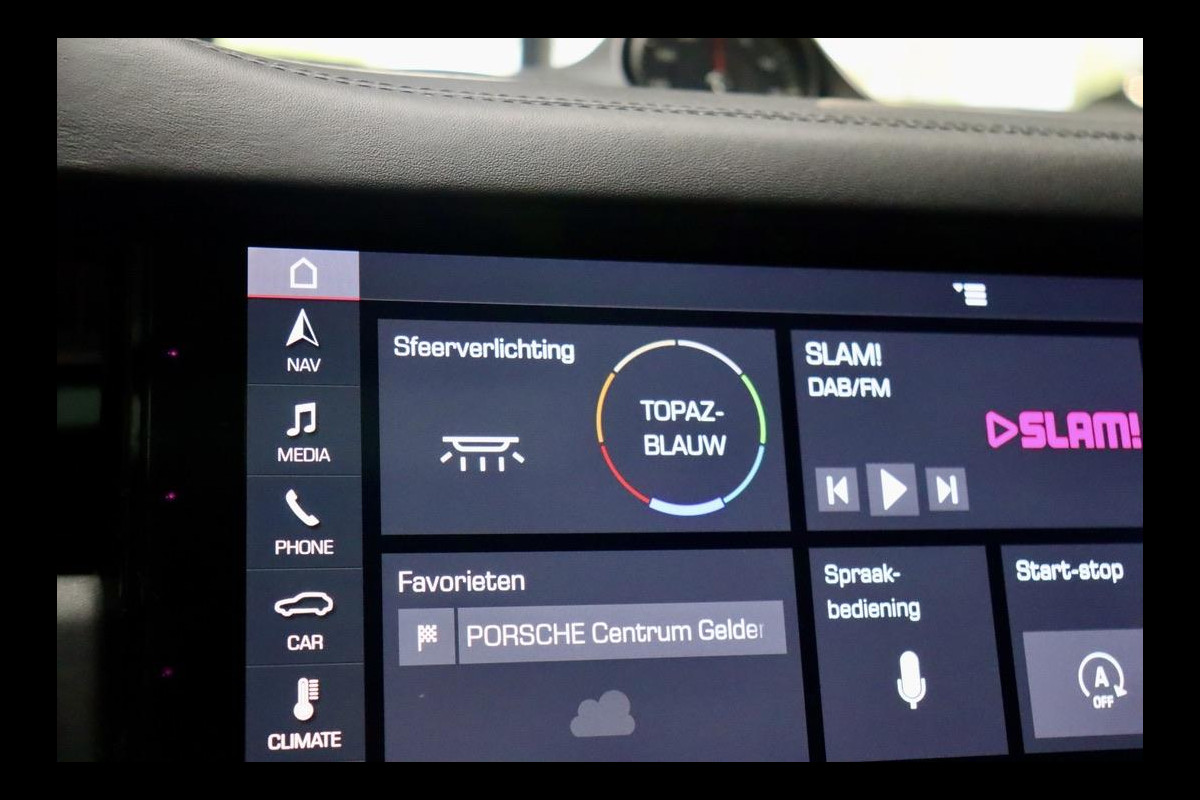 NAV
MEDIA
PHONE
CAR
CLIMATE
Sfeerverlichting
TOPAZ-
BLAUW
SLAM!
DAB/FM
SLAM!
Favorieten
PORSCHE Centrum Gelder
Spraak-
bediening
Start-stop
A
OFF